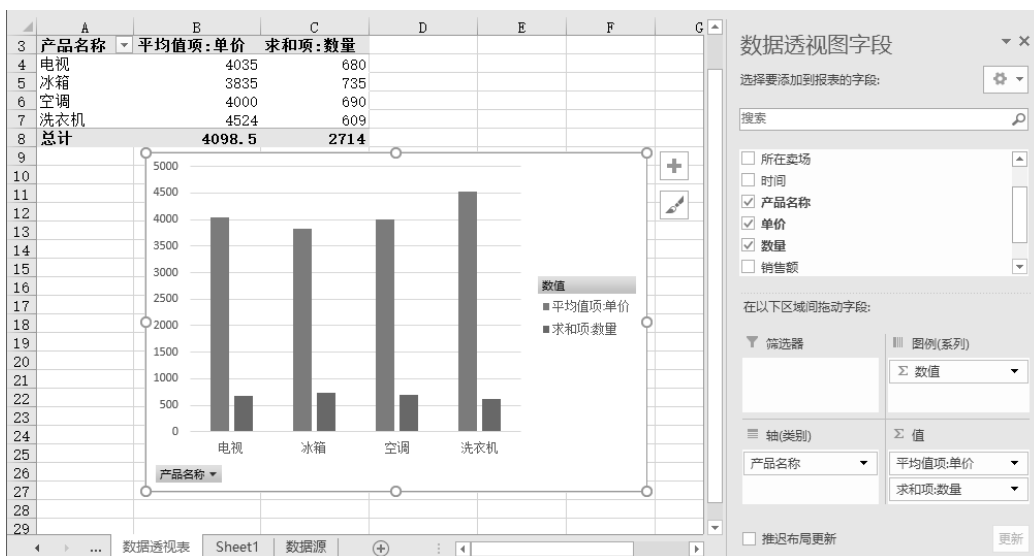 A B C D E F G
3 产品名称 平均值项:单价 求和项:数量
4 电视 4035 680
5 冰箱 3835 735
6 空调 4000 690
7 洗衣机 4524 609
8 总计 4098.5 2714
9
10
11
12
13
14
15
16
17
18
19
20
21
22
23
24
25
26
27
28
29
5000
4500
4000
3500
3000
2500
2000
1500
1000
500
0
电视 冰箱 空调 洗衣机
数值
平均值项:单价
求和项:数量
产品名称
... 数据透视表 Sheet1 数据源
数据透视图字段
选择要添加到报表的字段:
搜索
所在卖场
时间
产品名称
单价
数量
销售额
在以下区域间拖动字段:
筛选器 图例(系列)
Σ 数值
轴(类别) Σ 值
产品名称 平均值项:单价
求和项:数量
推迟布局更新 更新